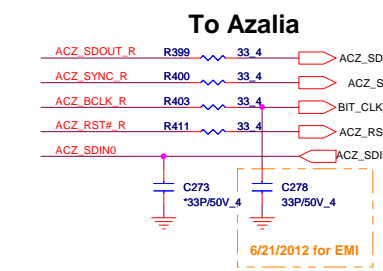 To Azalia
ACZ_SDOUT_R R399 33_4 ACZ_SD
ACZ_SYNC_R R400 33_4 ACZ_S
ACZ_BCLK_R R403 33_4 BIT_CLK
ACZ_RST#_R R411 33_4 ACZ_RS
ACZ_SDIN0 ACZ_SDI
C273 C278
*33P/50V_4 33P/50V_4
6/21/2012 for EMI